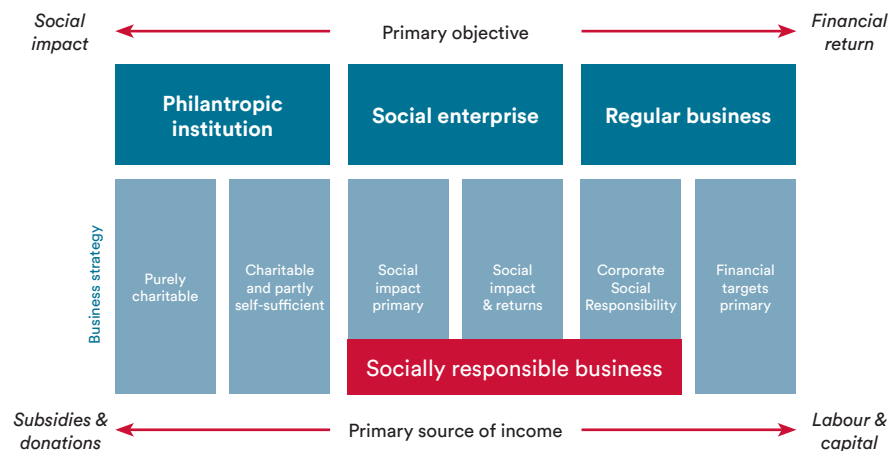 Social
impact
Primary objective
Financial
return
Philantropic
institution
Social enterprise
Regular business
Business strategy
Purely
charitable
Charitable
and partly
self-sufficient
Social
impact
primary
Social
impact
& returns
Corporate
Social
Responsibility
Financial
targets
primary
Socially responsible business
Subsidies &
donations
Primary source of income
Labour &
capital